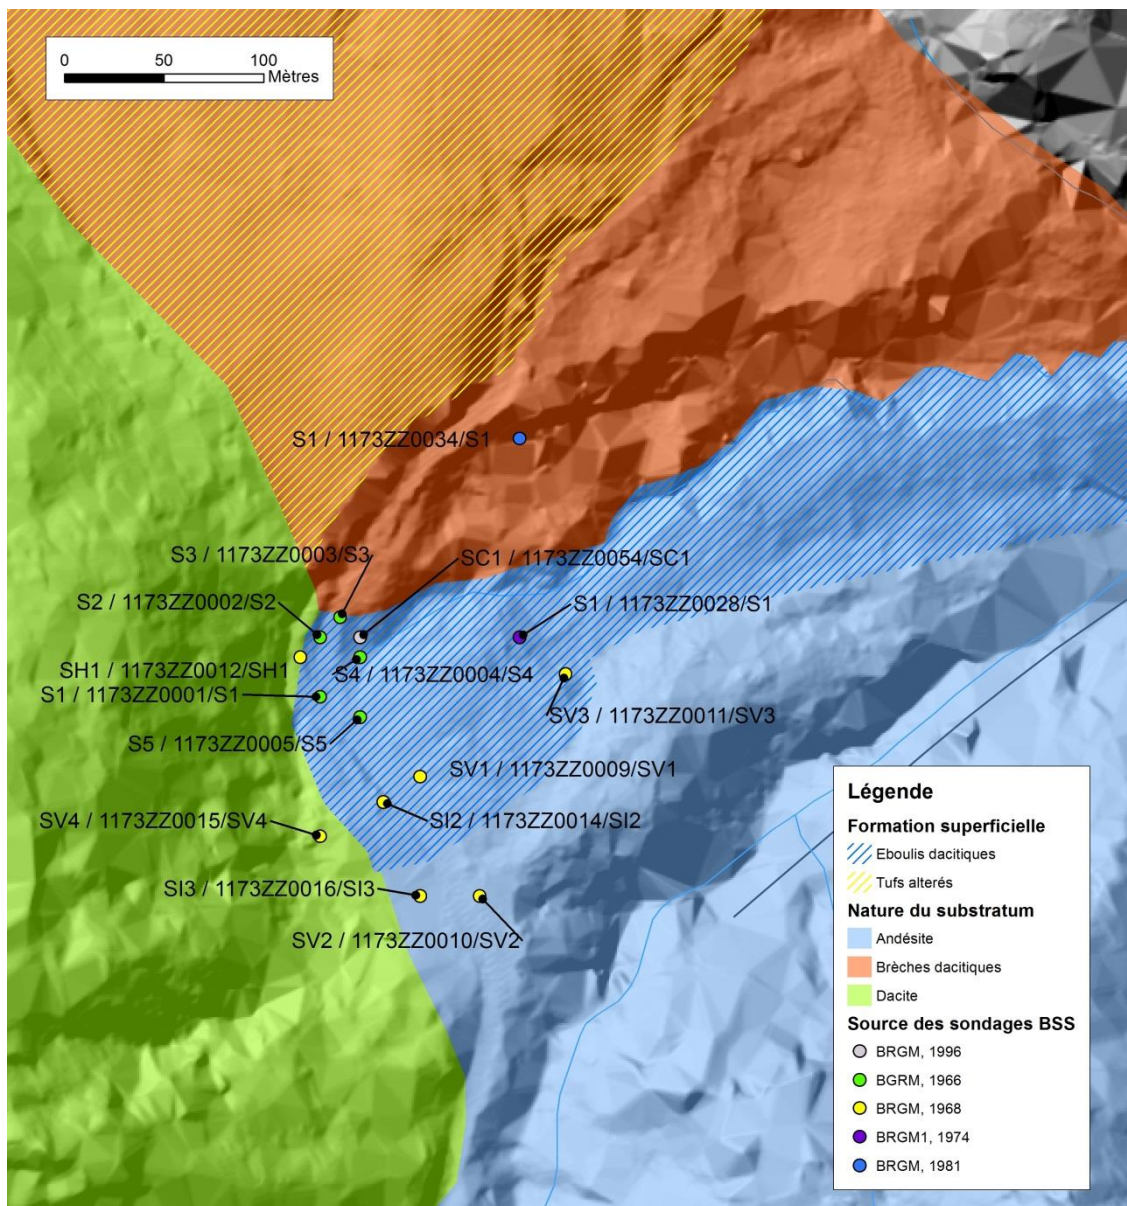 0 50 100
Mètres
S1 / 1173ZZ0034/S1
S3 / 1173ZZ0003/S3
SC1 / 1173ZZ0054/SC1
S2 / 1173ZZ0002/S2
S1 / 1173ZZ0028/S1
SH1 / 1173ZZ0012/SH1
S4 / 1173ZZ0004/S4
S1 / 1173ZZ0001/S1
SV3 / 1173ZZ0011/SV3
S5 / 1173ZZ0005/S5
SV1 / 1173ZZ0009/SV1
SV4 / 1173ZZ0015/SV4
SI2 / 1173ZZ0014/SI2
SI3 / 1173ZZ0016/SI3
SV2 / 1173ZZ0010/SV2
Légende
Formation superficielle
Eboulis dacitiques
Tufs alterés
Nature du substratum
Andésite
Brèches dacitiques
Dacite
Source des sondages BSS
BRGM, 1996
BGRM, 1966
BRGM, 1968
BRGM1, 1974
BRGM, 1981